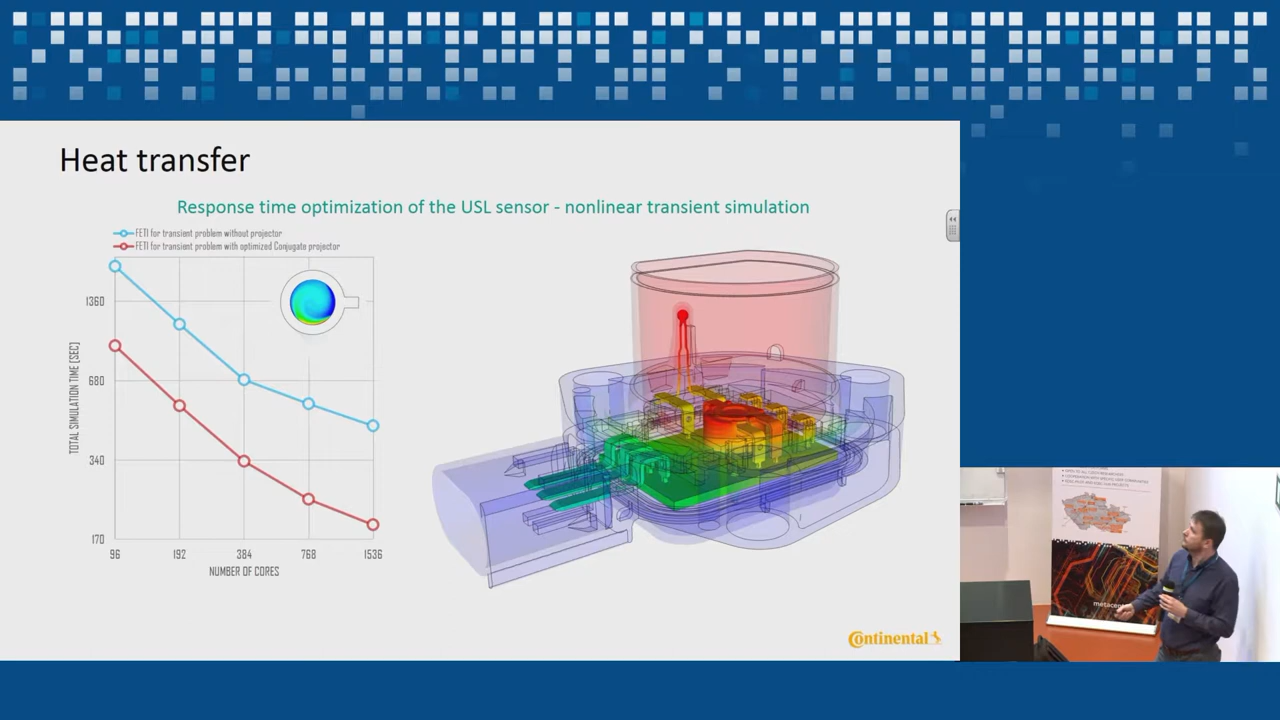 Heat transfer
Response time optimization of the USL sensor - nonlinear transient simulation
FETI for transient problem without projector
FETI for transient problem with optimized Conjugate projector
1360
680
340
170
TOTAL SIMULATION TIME [SEC]
96 192 384 768 1536
NUMBER OF CORES
Continental